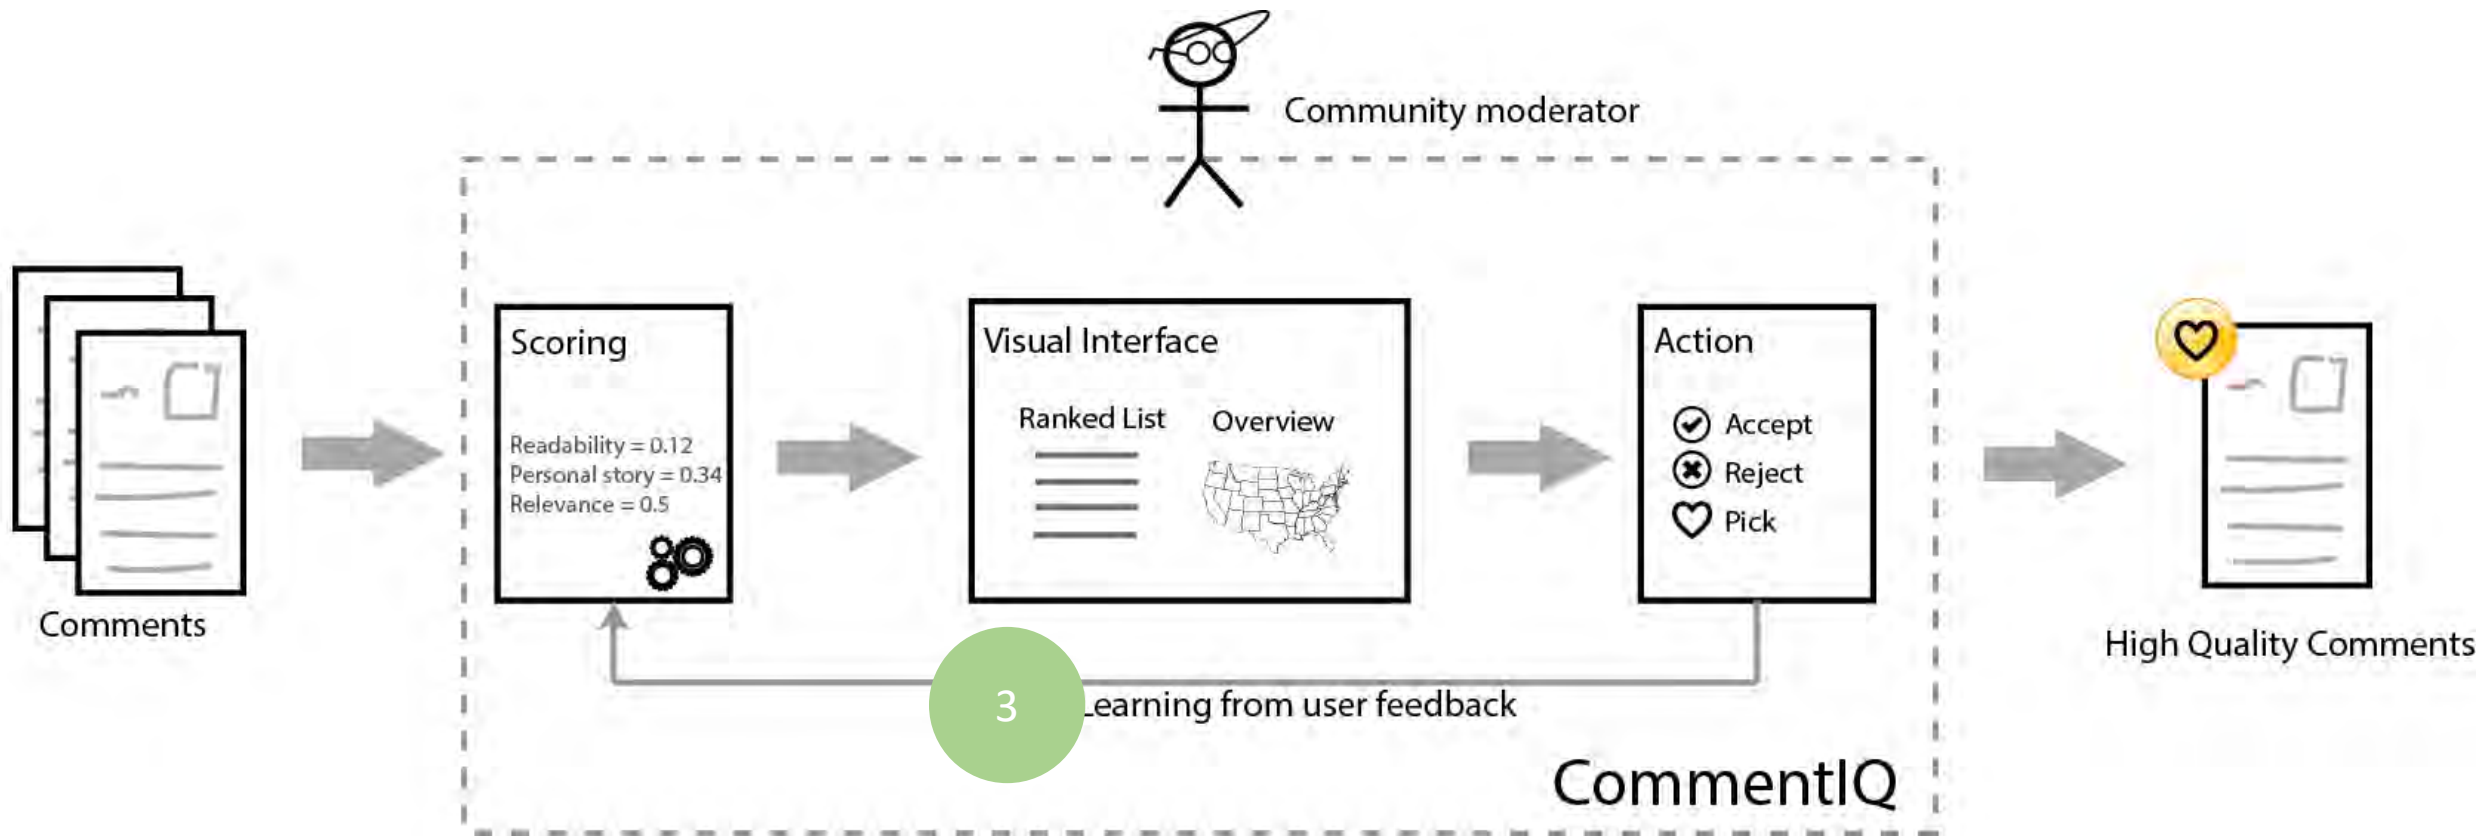 Community moderator
Comments
Scoring
Readability = 0.12
Personal story = 0.34
Relevance = 0.5
Visual Interface
Ranked List
Overview
Action
Accept
Reject
Pick
3
Learning from user feedback
CommentIQ
High Quality Comments